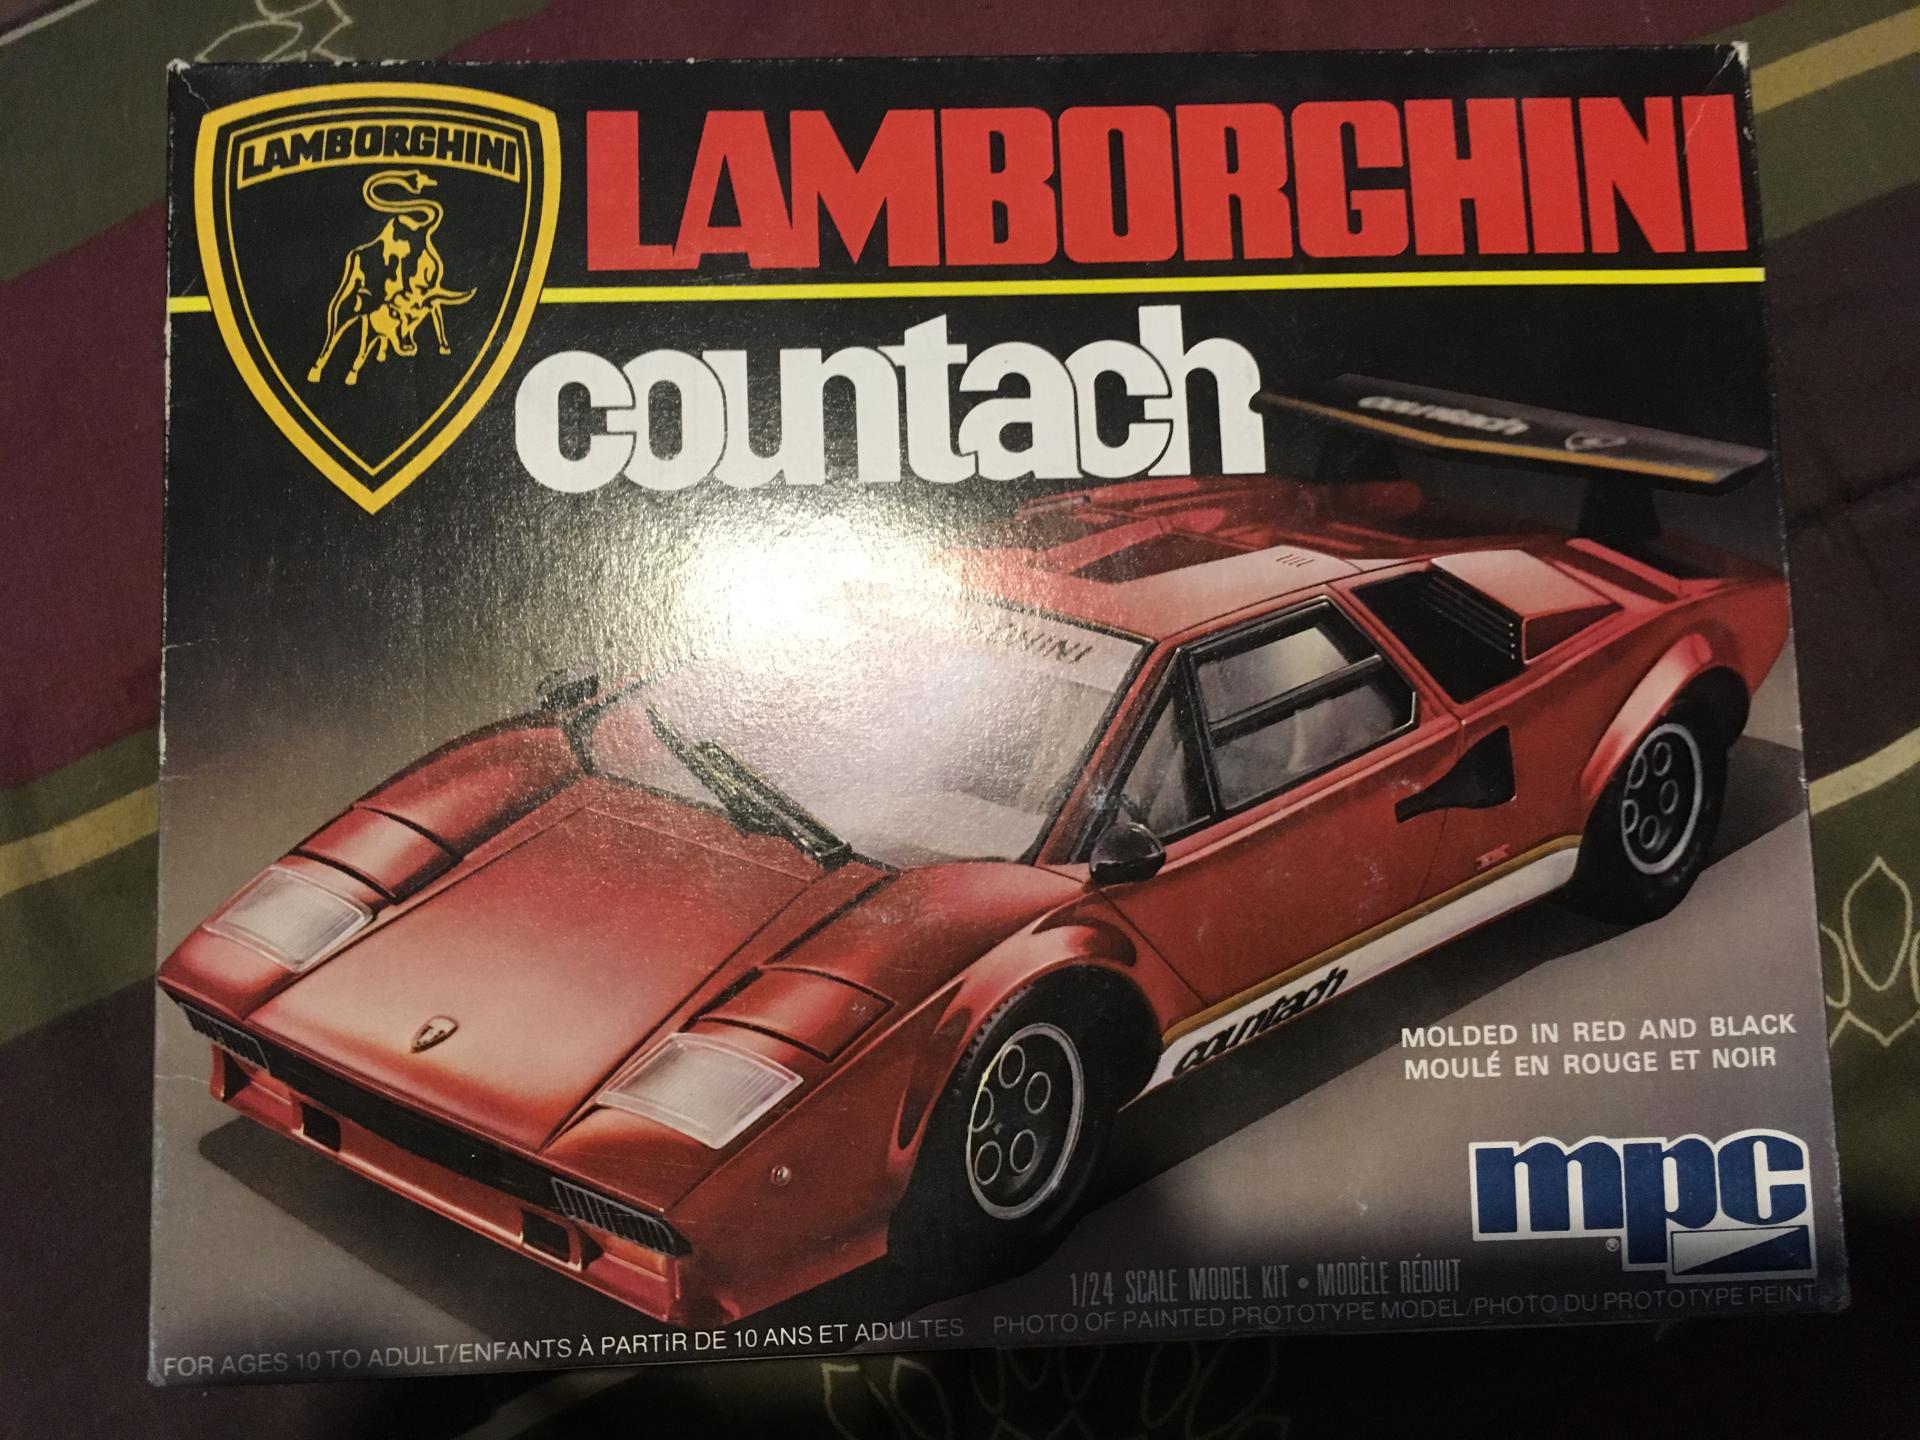 LAMBORGHINI
LAMBORGHINI
countach
countach
GHINI
countach
MOLDED IN RED AND BLACK
MOULÉ EN ROUGE ET NOIR
mpc
®
1/24 SCALE MODEL KIT • MODÈLE RÉDUIT
PHOTO OF PAINTED PROTOTYPE MODEL/PHOTO DU PROTOTYPE PEINT
FOR AGES 10 TO ADULT/ENFANTS À PARTIR DE 10 ANS ET ADULTES